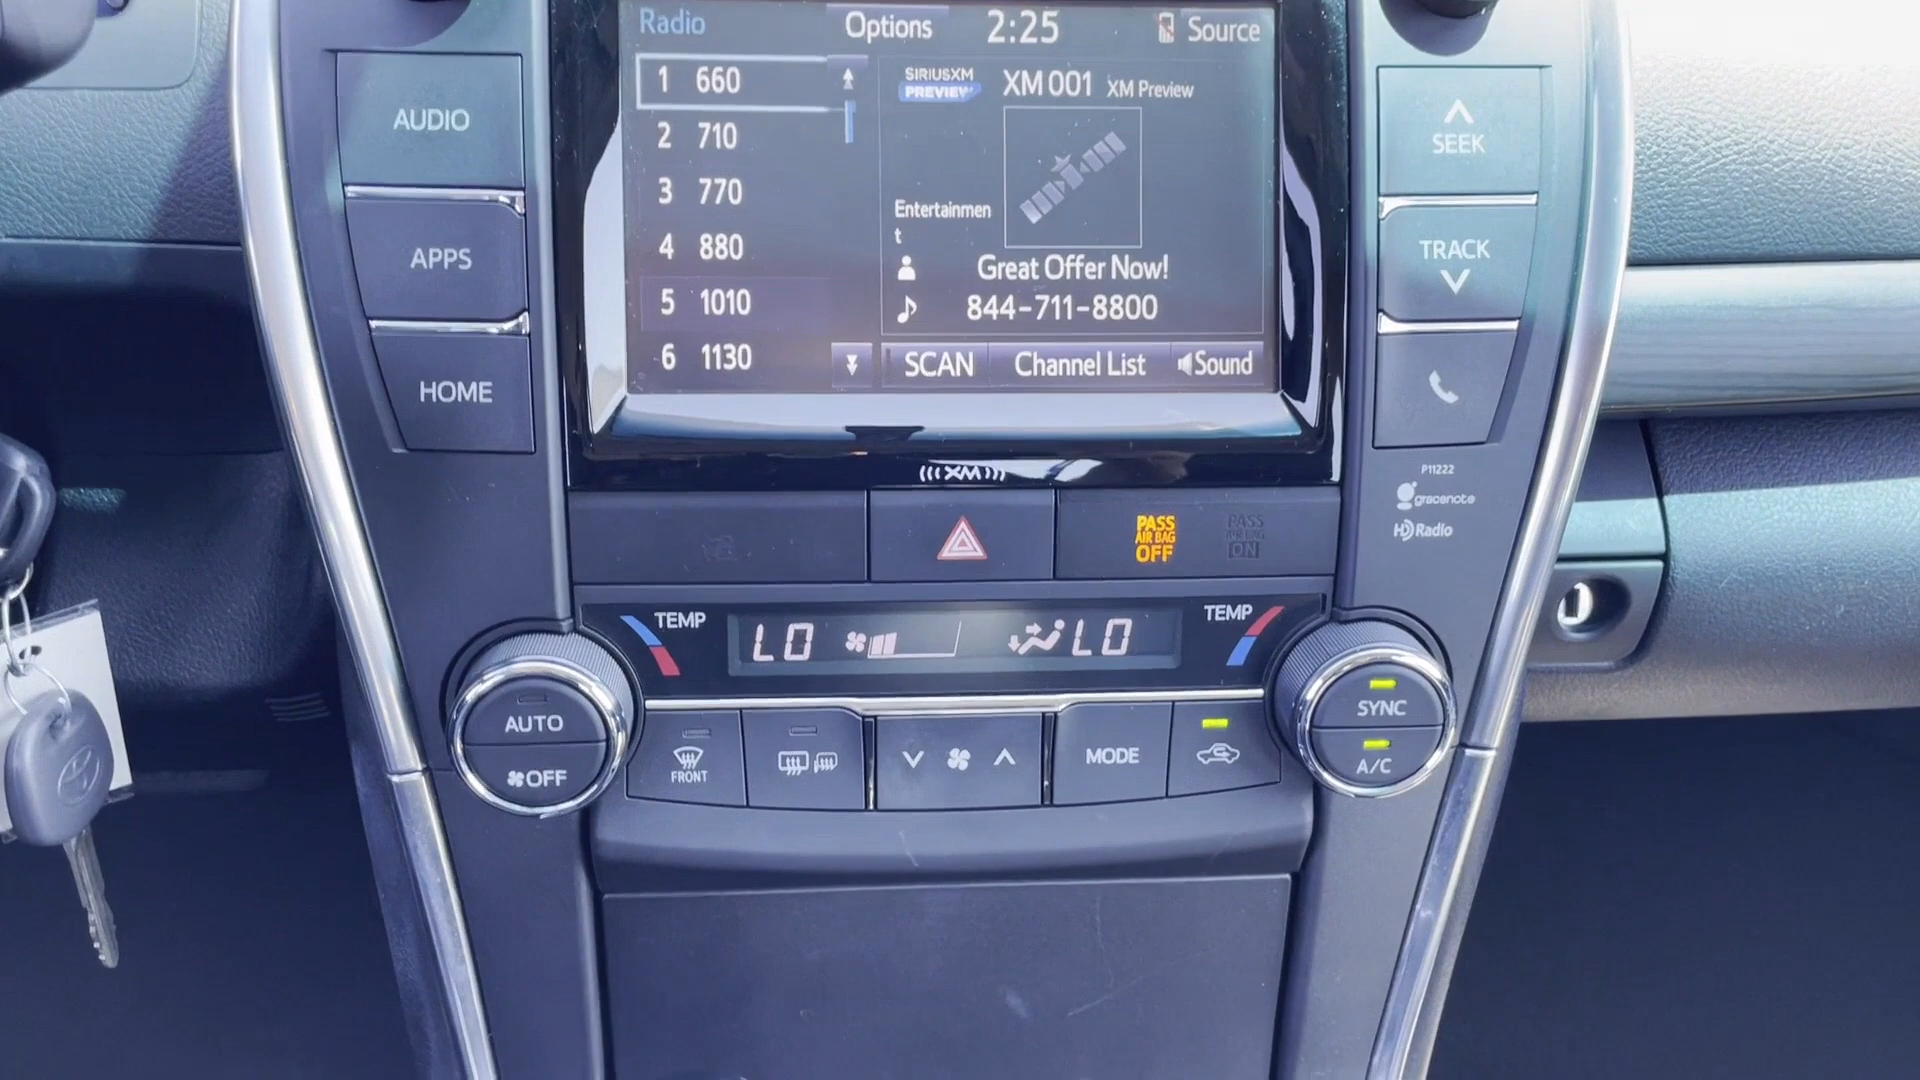 Radio
Options
2:25
Source
1 660
2 710
3 770
4 880
5 1010
6 1130
SIRIUSXM
PREVIEW
XM 001 XM Preview
Entertainmen
t
Great Offer Now!
844-711-8800
SCAN
Channel List
Sound
AUDIO
APPS
HOME
SEEK
TRACK
P11222
gracenote
HD Radio
XM
PASS
AIR BAG
OFF
PASS
AIR BAG
ON
TEMP
LO
LO
TEMP
AUTO
OFF
FRONT
MODE
SYNC
A/C